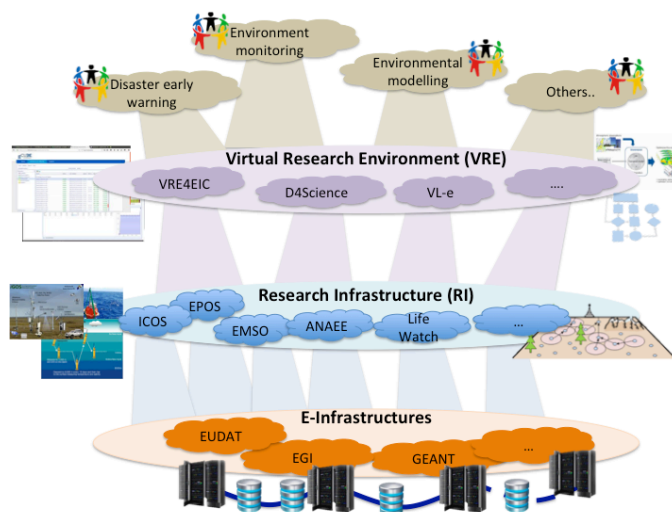 Environment
monitoring
Disaster early
warning
Environmental
modelling
Others..
Virtual Research Environment (VRE)
VRE4EIC
D4Science
VL-e
....
Research Infrastructure (RI)
ICOS
EPOS
EMSO
ANAEE
Life
Watch
...
E-Infrastructures
EUDAT
EGI
GEANT
...